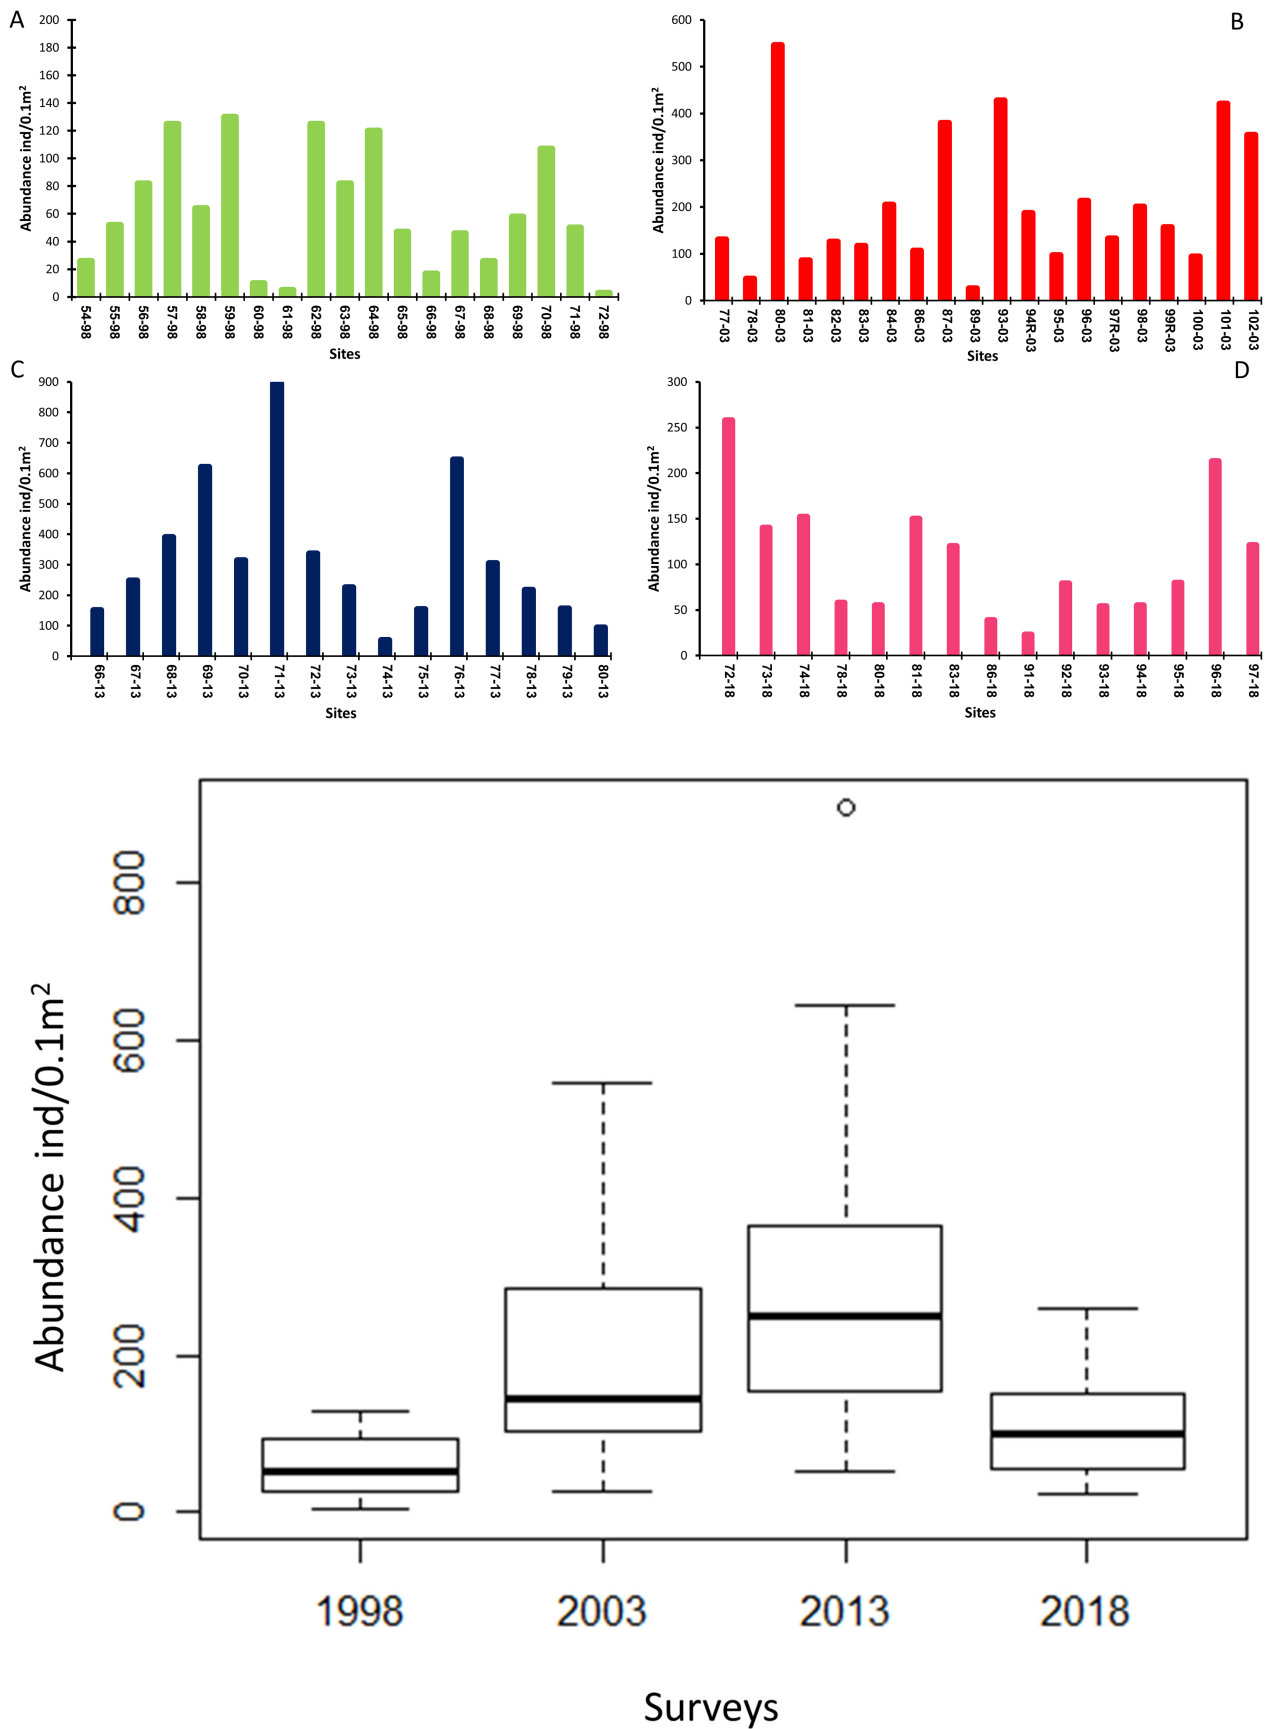 A
Abundance ind/0.1m²
200
180
160
140
120
100
80
60
40
20
0
54-98 55-98 56-98 57-98 58-98 59-98 60-98 61-98 62-98 63-98 64-98 65-98 66-98 67-98 68-98 69-98 70-98 71-98 72-98
Sites
B
Abundance ind/0.1m²
600
500
400
300
200
100
0
77-03 78-03 80-03 81-03 82-03 83-03 84-03 86-03 87-03 89-03 93-03 94R-03 95-03 96-03 97R-03 98-03 99R-03 100-03 101-03 102-03
Sites
C
Abundance ind/0.1m²
900
800
700
600
500
400
300
200
100
0
66-13 67-13 68-13 69-13 70-13 71-13 72-13 73-13 74-13 75-13 76-13 77-13 78-13 79-13 80-13
Sites
D
Abundance ind/0.1m²
300
250
200
150
100
50
0
72-18 73-18 74-18 78-18 80-18 81-18 83-18 86-18 91-18 92-18 93-18 94-18 95-18 96-18 97-18
Sites
Abundance ind/0.1m²
800
600
400
200
0
1998 2003 2013 2018
Surveys